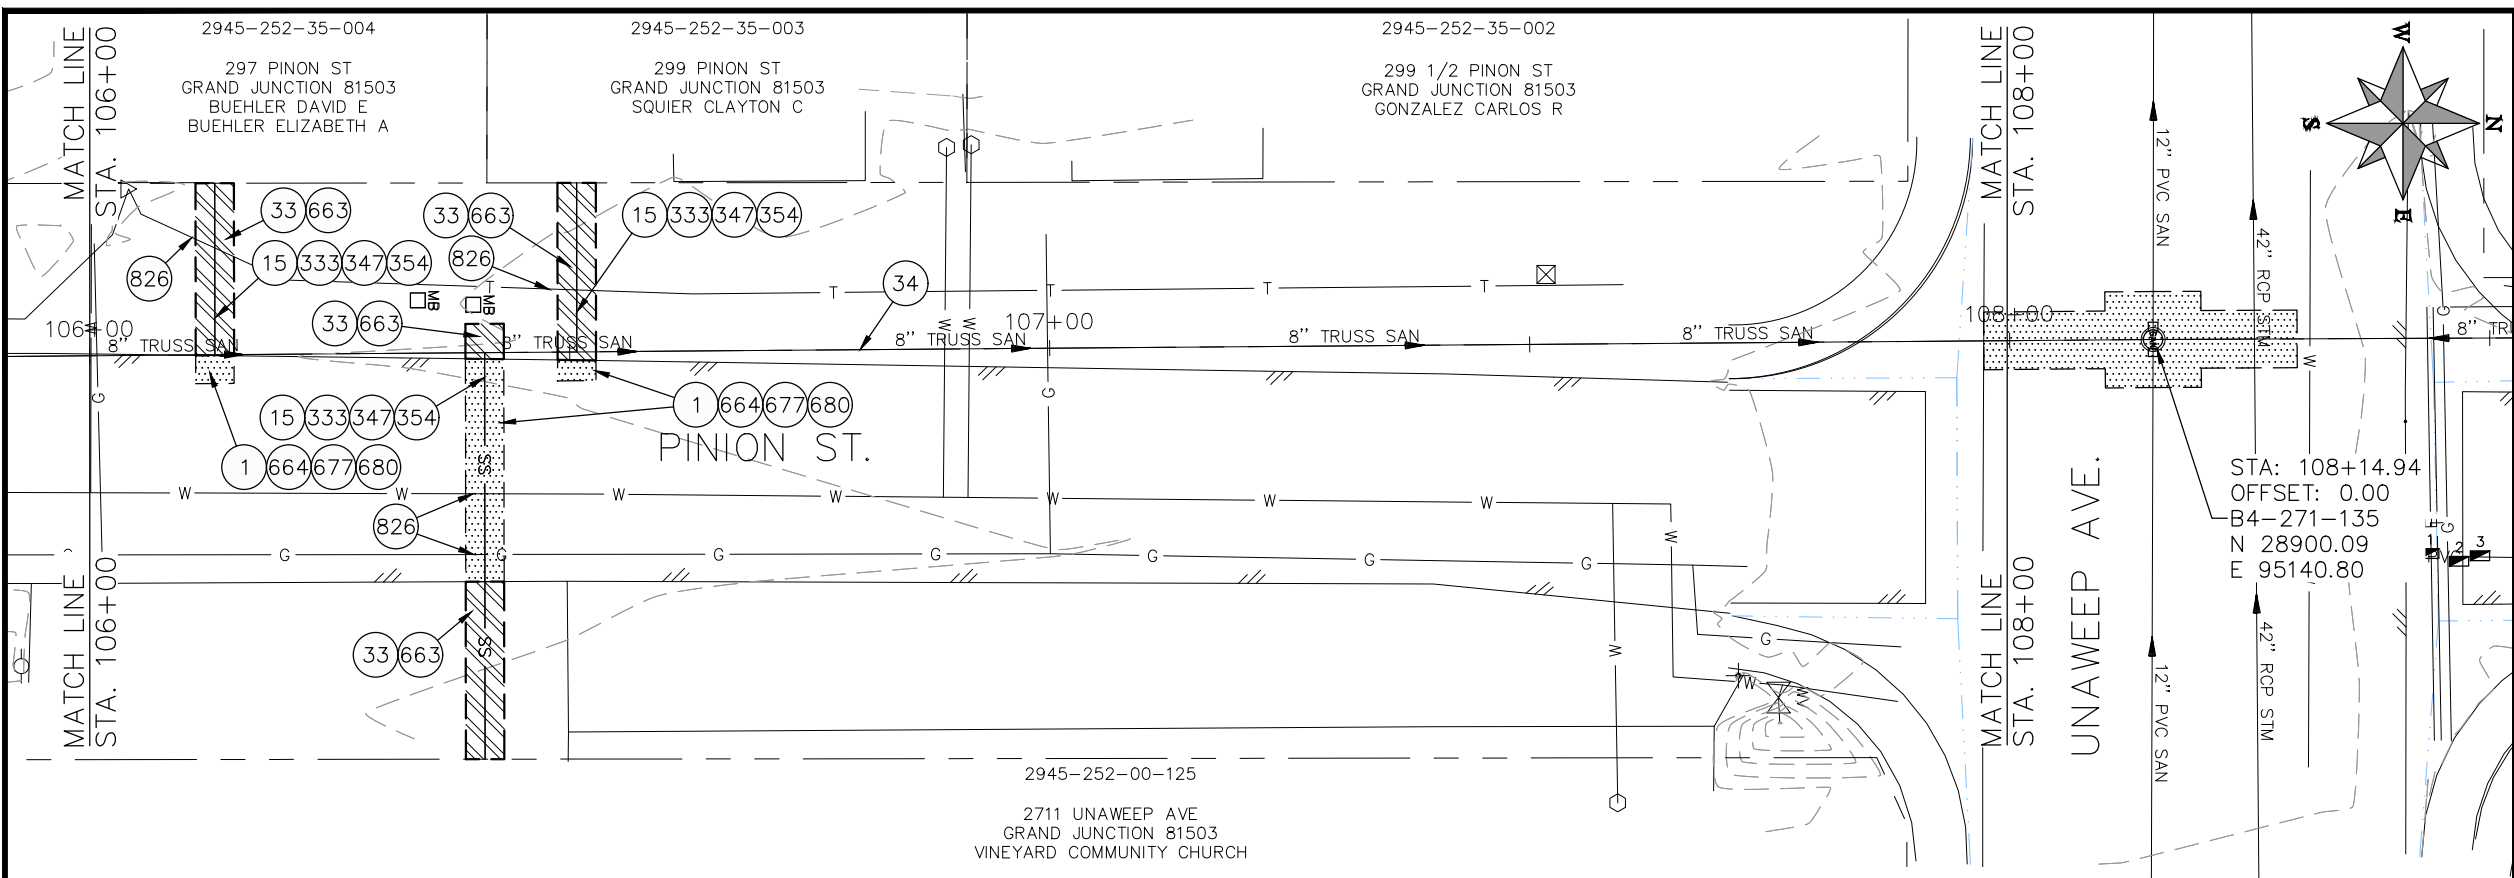 2945-252-35-004
297 PINON ST
GRAND JUNCTION 81503
BUEHLER DAVID E
BUEHLER ELIZABETH A
2945-252-35-003
299 PINON ST
GRAND JUNCTION 81503
SQUIER CLAYTON C
2945-252-35-002
299 1/2 PINON ST
GRAND JUNCTION 81503
GONZALEZ CARLOS R
MATCH LINE
STA. 106+00
MATCH LINE
STA. 108+00
12" PVC SAN
42" RCP STM
W
N
S
E
33 663
826
15 333 347 354
33 663
826
15 333 347 354
33 663
MB
MB
34
T
T
T
T
T
106+00
107+00
108+00
8" TRUSS SAN
8" TRUSS SAN
8" TRUSS SAN
8" TRUSS SAN
8" TRUSS SAN
W
W
W
W
G
G
G
15 333 347 354
1 664 677 680
1 664 677 680
PINION ST.
SS
SS
826
W
W
W
W
W
W
W
G
G
G
G
G
G
G
33 663
W
W
G
W
MATCH LINE
STA. 106+00
MATCH LINE
STA. 108+00
UNAWEEP AVE.
STA: 108+14.94
OFFSET: 0.00
B4-271-135
N 28900.09
E 95140.80
G
1
2
3
12" PVC SAN
42" RCP STM
2945-252-00-125
2711 UNAWEEP AVE
GRAND JUNCTION 81503
VINEYARD COMMUNITY CHURCH